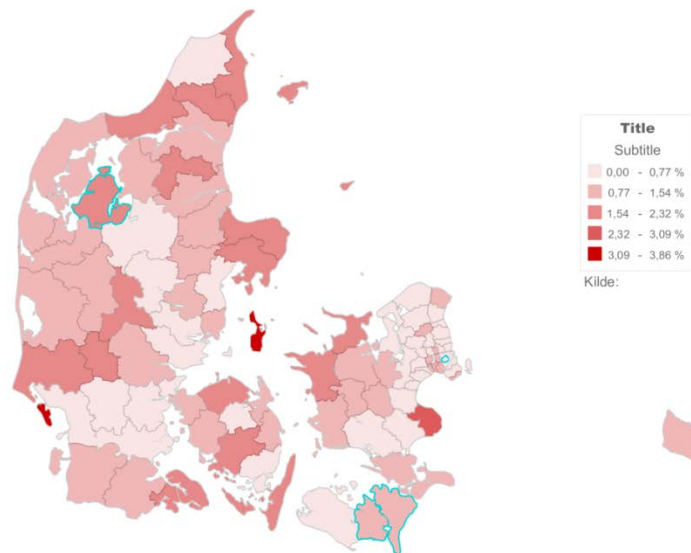 Title
Subtitle
0,00 - 0,77 %
0,77 - 1,54 %
1,54 - 2,32 %
2,32 - 3,09 %
3,09 - 3,86 %
Kilde: